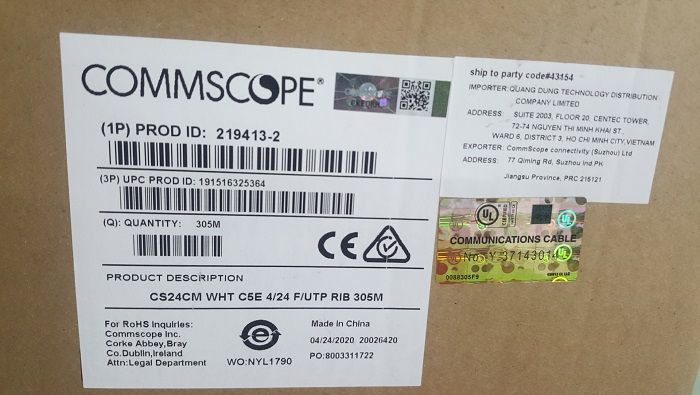 COMMSCOPE®
(1P) PROD ID: 219413-2
(3P) UPC PROD ID: 191516325364
(Q): QUANTITY: 305M
CE
PRODUCT DESCRIPTION
CS24CM WHT C5E 4/24 F/UTP RIB 305M
For RoHS Inquiries:
Commscope Inc.
Corke Abbey,Bray
Co.Dublin,Ireland
Attn:Legal Department
e
WO:NYL1790
Made in China
04/24/2020 20026420
PO:8003311722
ship to party code#43154
IMPORTER: QUANG DUNG TECHNOLOGY DISTRIBUTION
COMPANY LIMITED
ADDRESS: SUITE 2003, FLOOR 20, CENTEC TOWER,
72-74 NGUYEN THI MINH KHAI ST.,
WARD 6, DISTRICT 3, HO CHI MINH CITY,VIETNAM
EXPORTER: CommScope connectivity (Suzhou) Ltd
ADDRESS: 77 Qiming Rd, Suzhou Ind.PK
Jiangsu Province, PRC 215121
UL
UL
COMMUNICATIONS CABLE
0088305F9